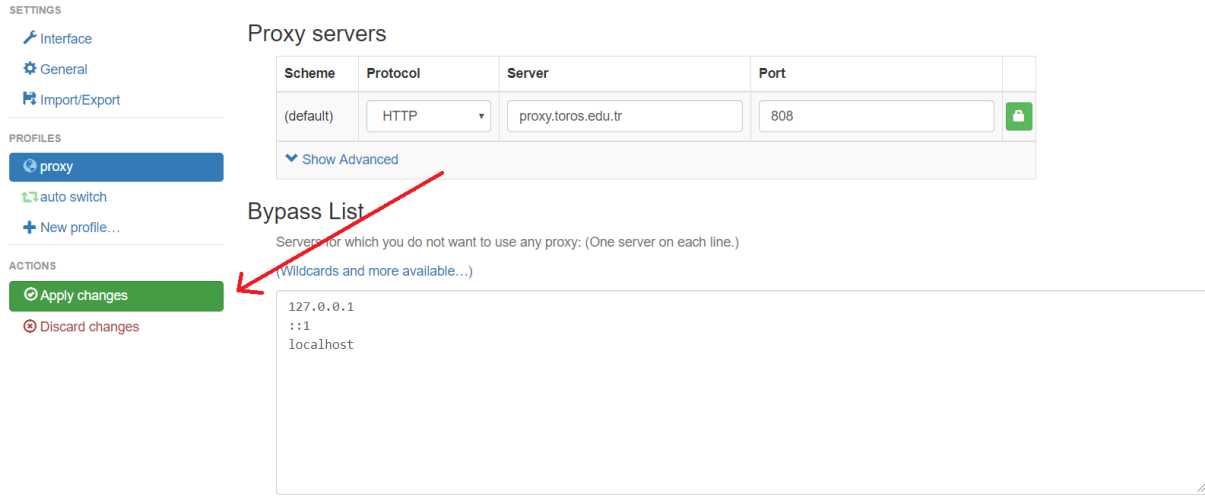 SETTINGS
Interface
General
Import/Export
PROFILES
proxy
auto switch
New profile…
ACTIONS
Apply changes
Discard changes
Proxy servers
Scheme Protocol Server Port
(default) HTTP proxy.toros.edu.tr 808
Show Advanced
Bypass List
Servers for which you do not want to use any proxy: (One server on each line.)
(Wildcards and more available…)
127.0.0.1
::1
localhost